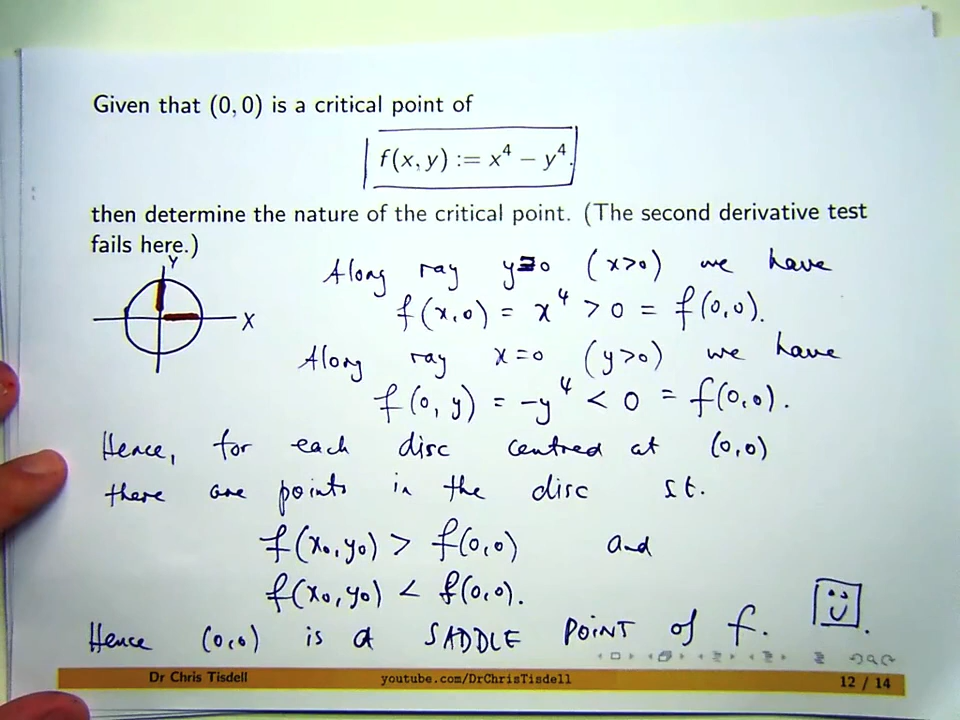 Given that (0, 0) is a critical point of
f(x, y) := x⁴ − y⁴.
then determine the nature of the critical point. (The second derivative test
fails here.)
Y
X
Along ray y=0 (x>0) we have
f(x,0) = x⁴ > 0 = f(0,0).
Along ray x=0 (y>0) we have
f(0,y) = -y⁴ < 0 = f(0,0).
Hence, for each disc centred at (0,0)
there are points in the disc st.
f(x₀,y₀) > f(0,0) and
f(x₀,y₀) < f(0,0).
Hence (0,0) is a SADDLE POINT of f.
Dr Chris Tisdell youtube.com/DrChrisTisdell 12 / 14